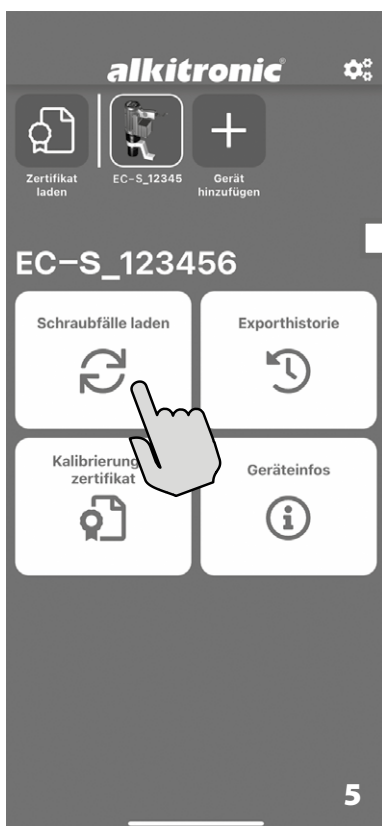 alkitronic®
Zertifikat
laden
EC-S_12345
Gerät
hinzufügen
EC-S_123456
Schraubfälle laden
Exporthistorie
Kalibrierung
zertifikat
Geräteinfos
5